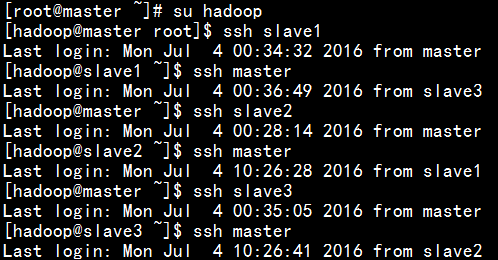 [root@master ~]# su hadoop
[hadoop@master root]$ ssh slave1
Last login: Mon Jul  4 00:34:32 2016 from master
[hadoop@slave1 ~]$ ssh master
Last login: Mon Jul  4 00:36:49 2016 from slave3
[hadoop@master ~]$ ssh slave2
Last login: Mon Jul  4 00:28:14 2016 from master
[hadoop@slave2 ~]$ ssh master
Last login: Mon Jul  4 10:26:28 2016 from slave1
[hadoop@master ~]$ ssh slave3
Last login: Mon Jul  4 00:35:05 2016 from master
[hadoop@slave3 ~]$ ssh master
Last login: Mon Jul  4 10:26:41 2016 from slave2